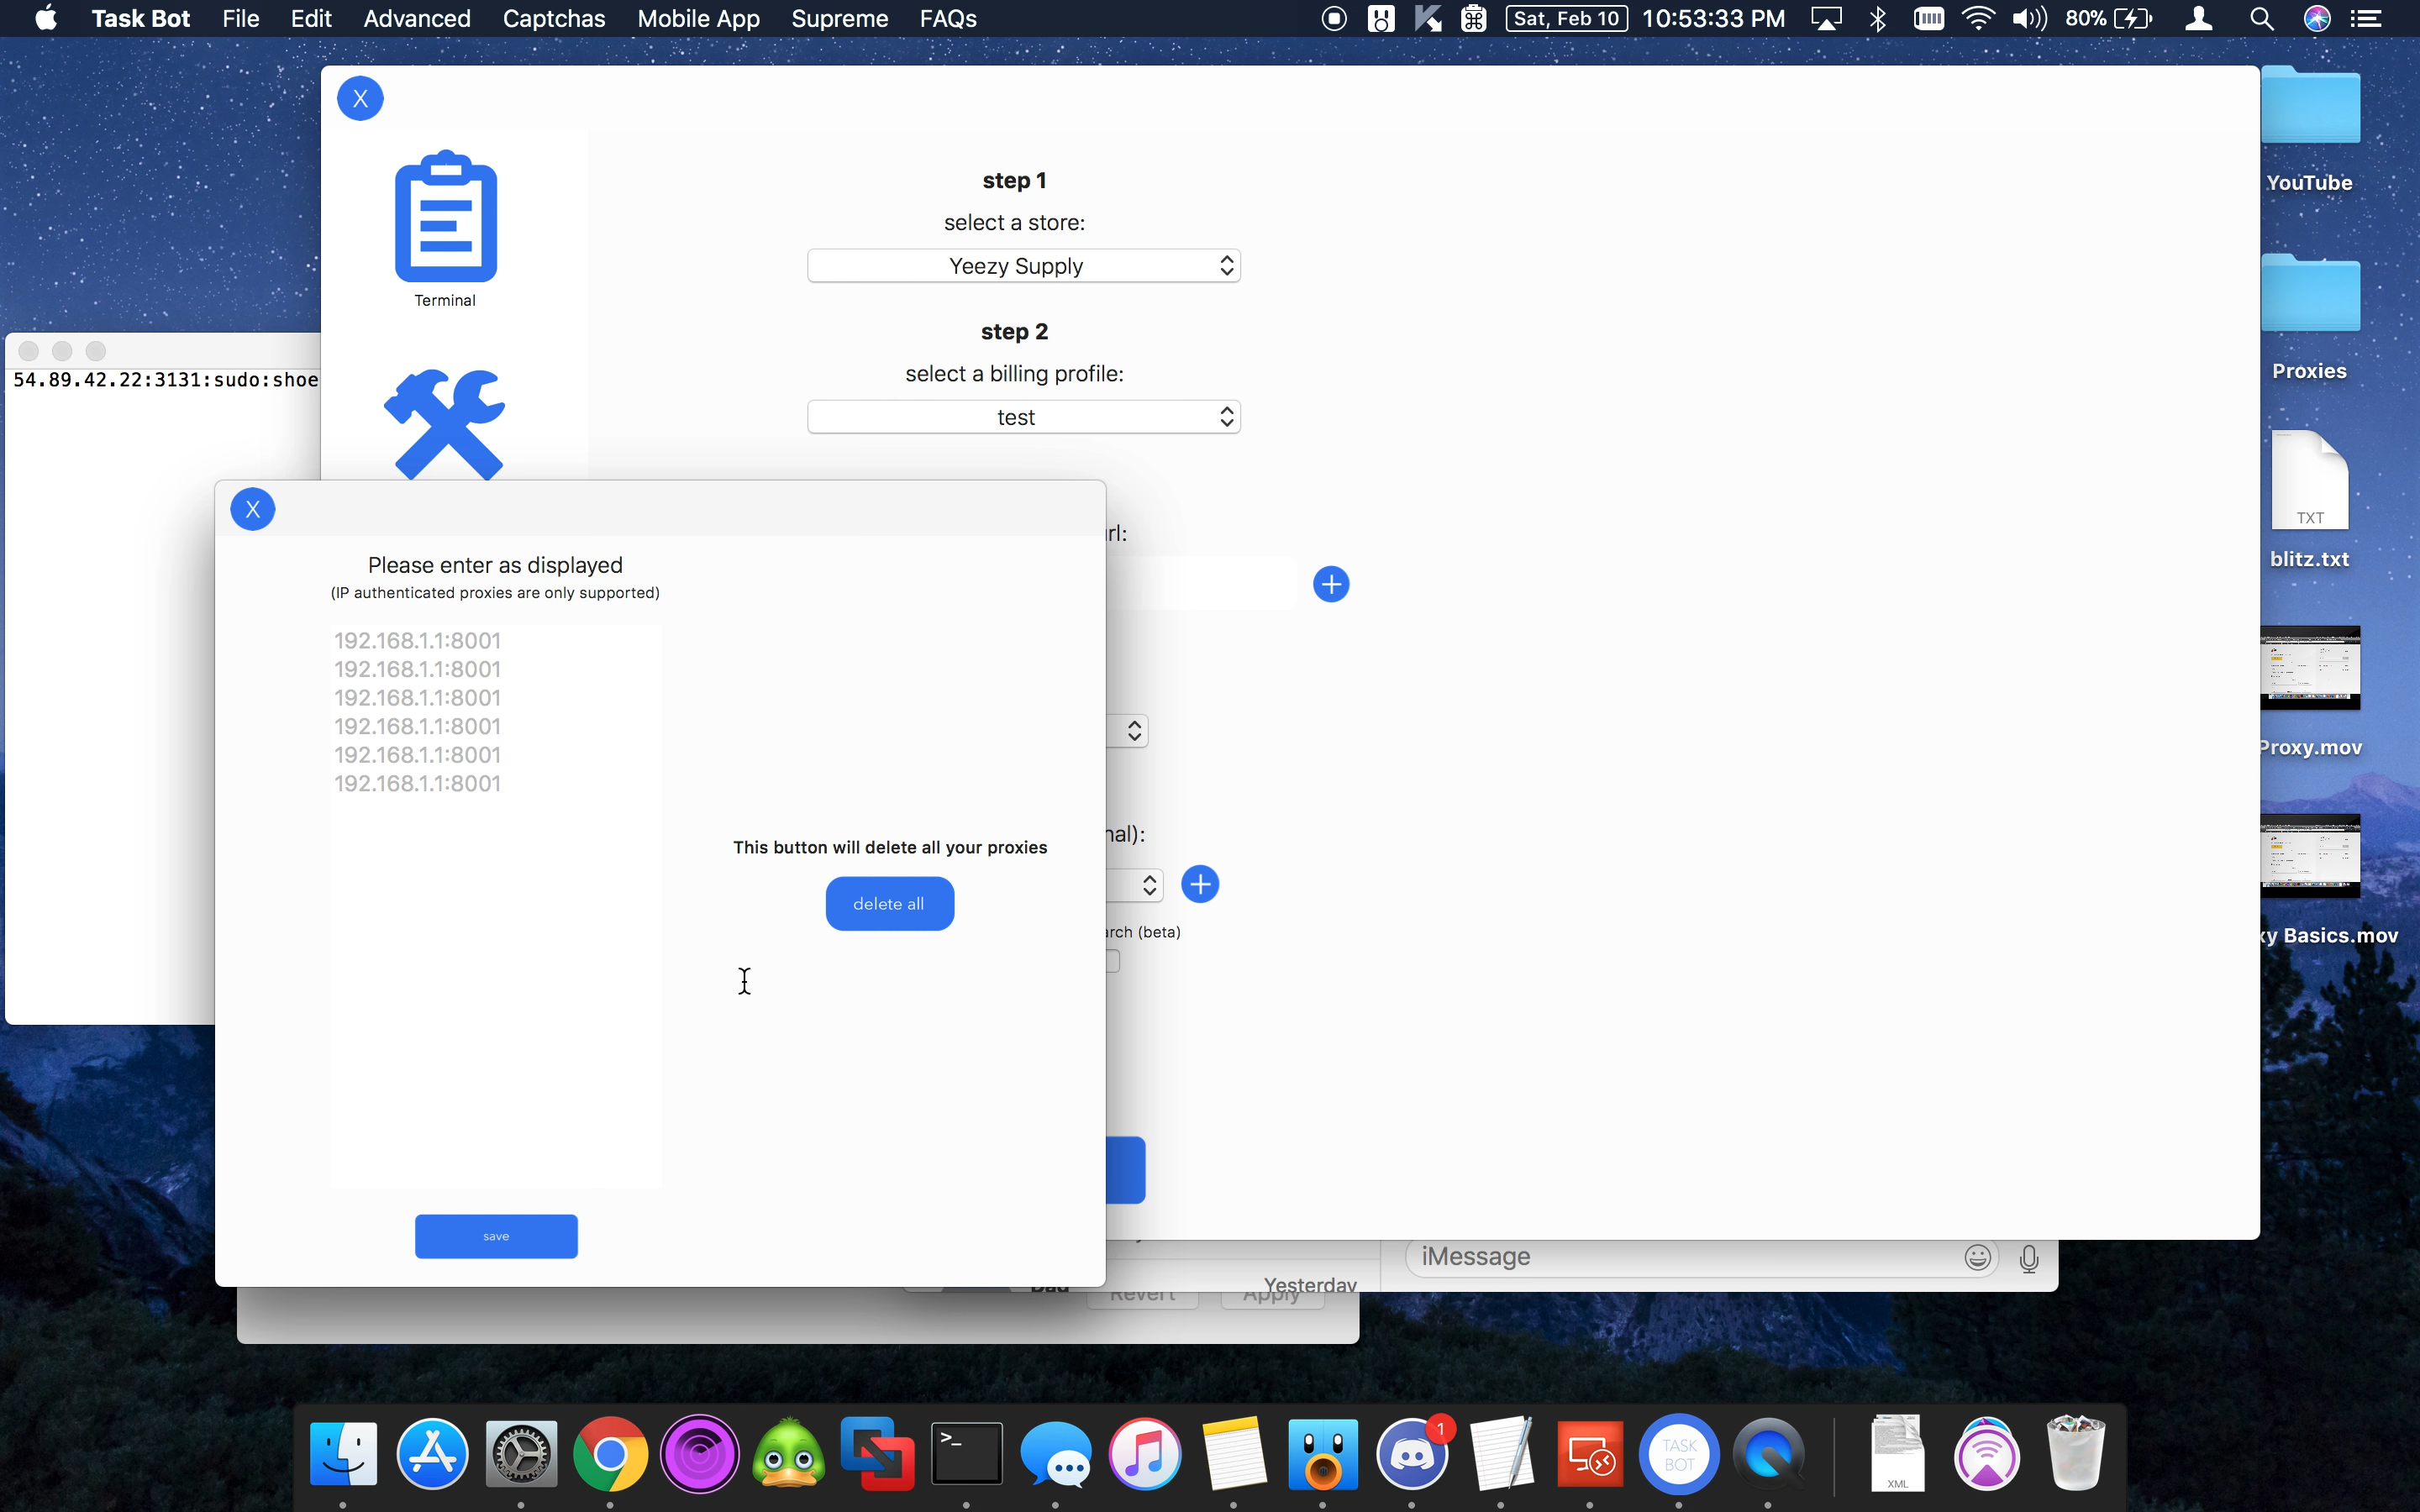 Task Bot File Edit Advanced Captchas Mobile App Supreme FAQs Sat, Feb 10 10:53:33 PM 80%
X
step 1
select a store:
Yeezy Supply
Terminal
step 2
select a billing profile:
test
54.89.42.22:3131:sudo:shoe
YouTube
Proxies
TXT
blitz.txt
Proxy.mov
xy Basics.mov
X
Please enter as displayed
(IP authenticated proxies are only supported)
192.168.1.1:8001
192.168.1.1:8001
192.168.1.1:8001
192.168.1.1:8001
192.168.1.1:8001
192.168.1.1:8001
This button will delete all your proxies
delete all
save
rl:
nal):
arch (beta)
iMessage
Yesterday
Revert Apply
1
>_
TASK
BOT
XML